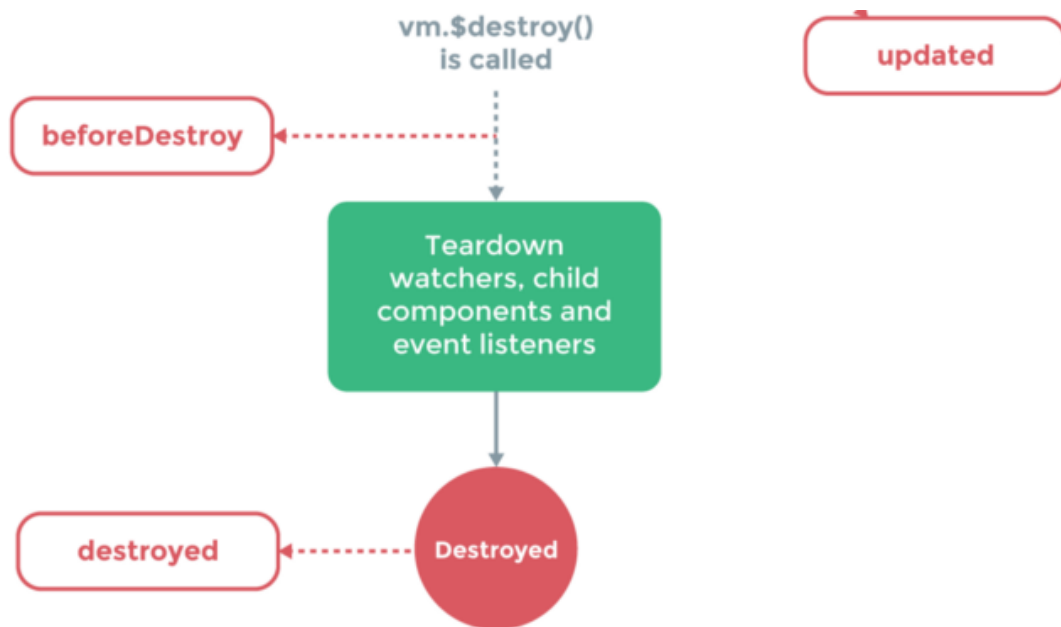 vm.$destroy()
is called
updated
beforeDestroy
Teardown
watchers, child
components and
event listeners
destroyed
Destroyed